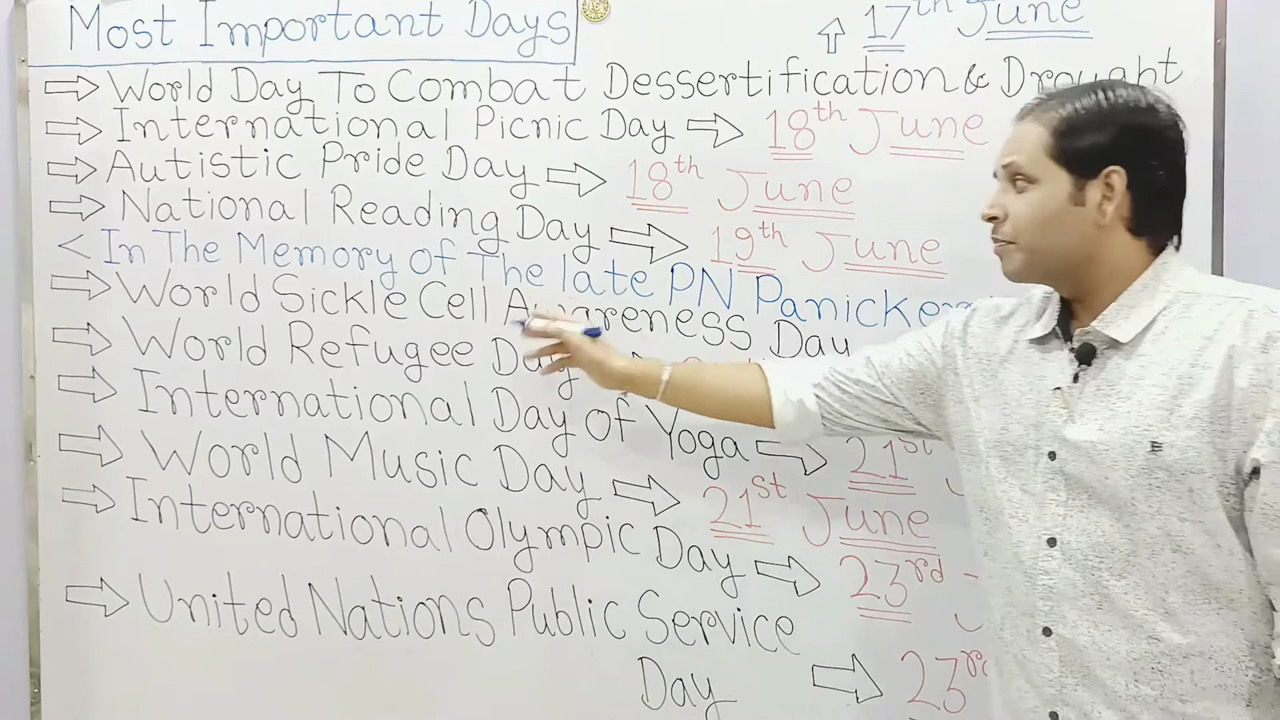 Most Important Days
17th June
World Day To Combat Dessertification & Drought
International Picnic Day 18th June
Autistic Pride Day 18th June
National Reading Day 19th June
< In The Memory of The late PN Panicker
World Sickle Cell Awareness Day
World Refugee Day
International Day of Yoga 21st
World Music Day 21st June
International Olympic Day 23rd
United Nations Public Service
Day 23rd